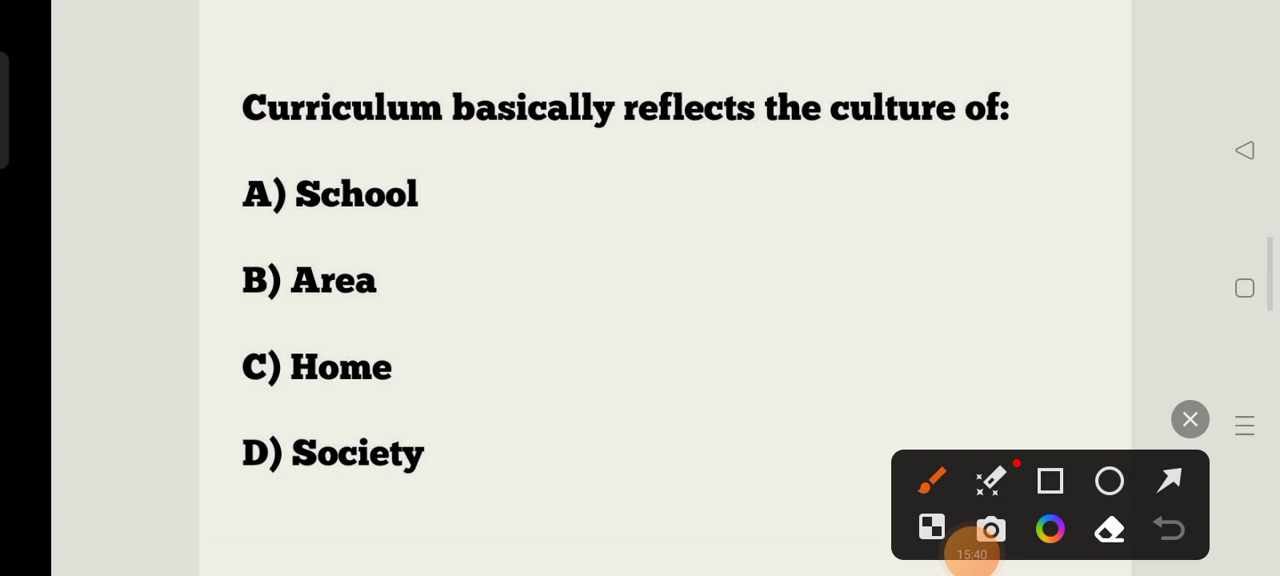 Curriculum basically reflects the culture of:
A) School
B) Area
C) Home
D) Society
15:40